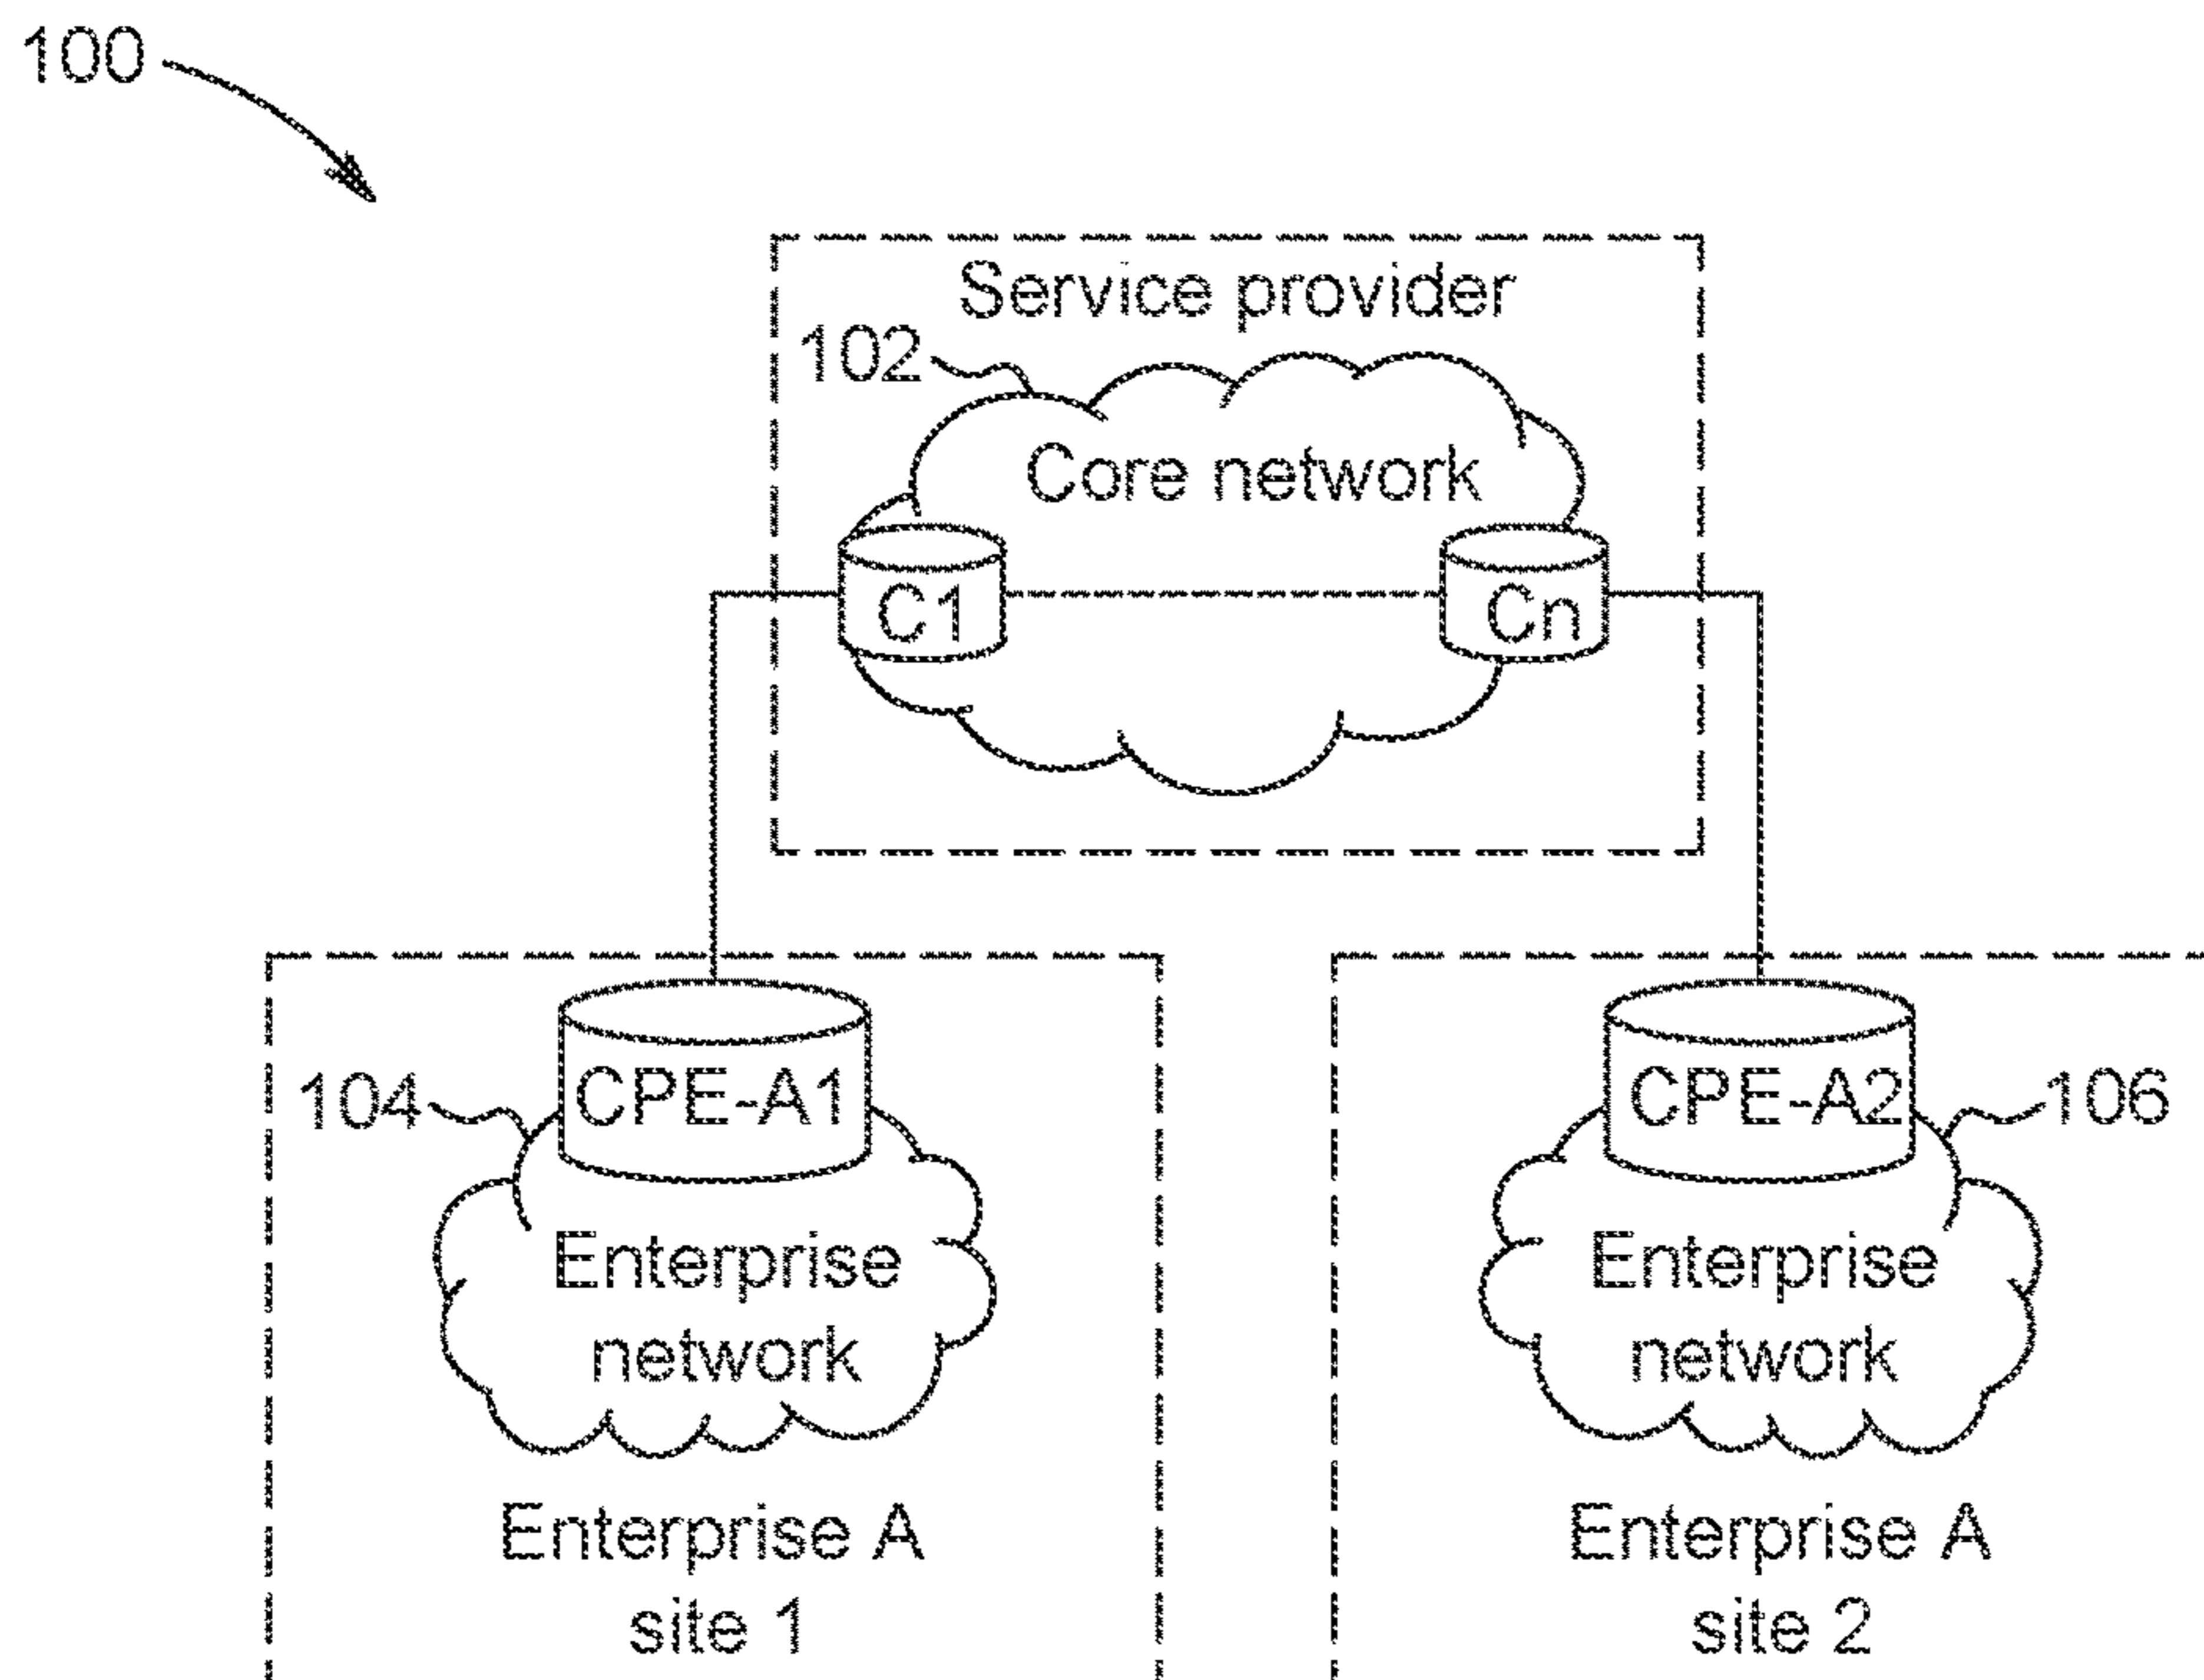 100
Service provider
102
Core network
C1
Cn
CPE-A1
104
CPE-A2
106
Enterprise
network
Enterprise
network
Enterprise A
site 1
Enterprise A
site 2